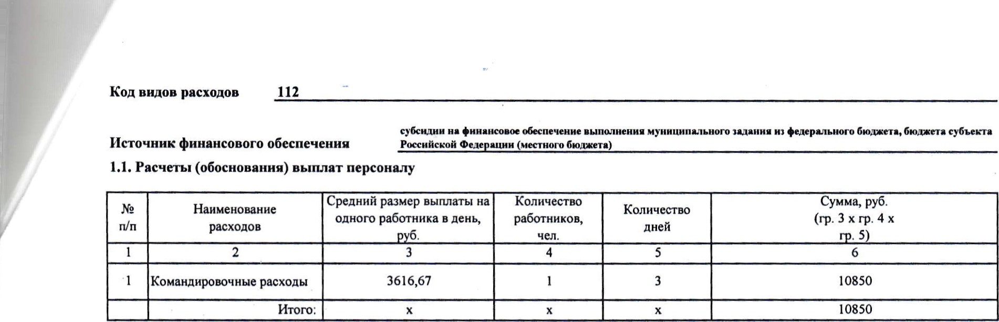 Код видов расходов 112
субсидии на финансовое обеспечение выполнения муниципального задания из федерального бюджета, бюджета субъекта
Источник финансового обеспечения Российской Федерации (местного бюджета)
1.1. Расчеты (обоснования) выплат персоналу
№ п/п
Наименование расходов
Средний размер выплаты на одного работника в день, руб.
Количество работников, чел.
Количество дней
Сумма, руб. (гр. 3 x гр. 4 x гр. 5)
1 2 3 4 5 6
1 Командировочные расходы 3616,67 1 3 10850
Итого: x x x 10850